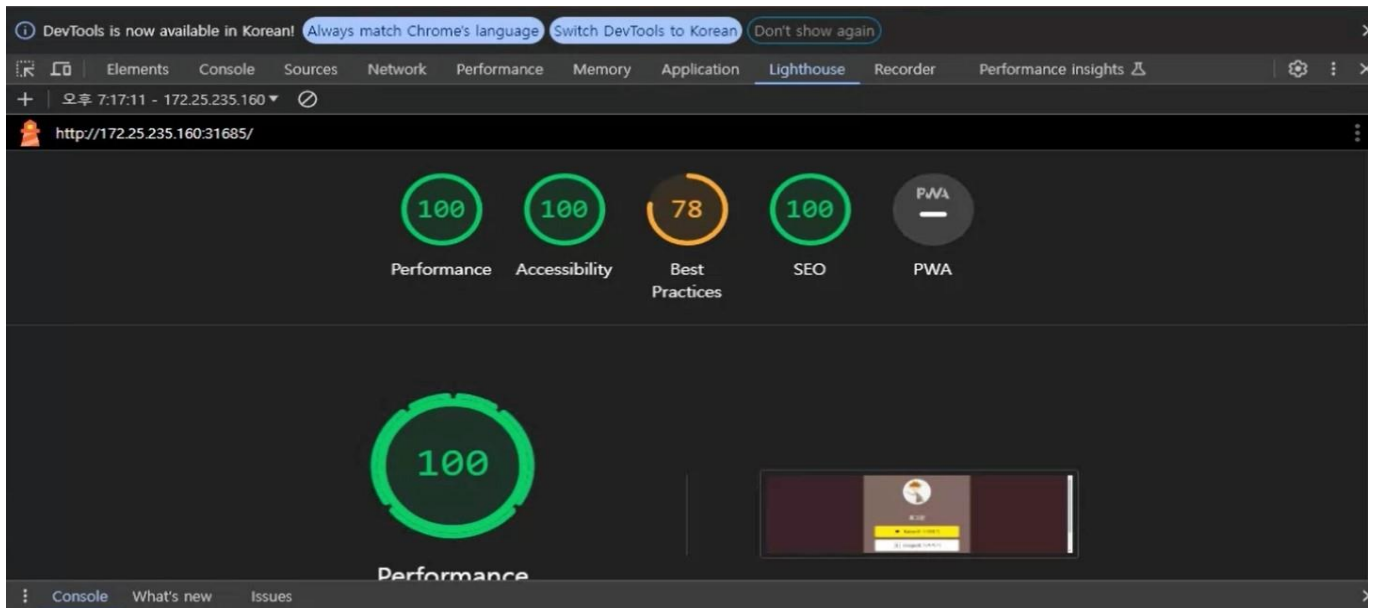 DevTools is now available in Korean! Always match Chrome's language Switch DevTools to Korean Don't show again
Elements Console Sources Network Performance Memory Application Lighthouse Recorder Performance insights
오후 7:17:11 - 172.25.235.160
http://172.25.235.160:31685/
100 100 78 100 PWA
Performance Accessibility Best Practices SEO PWA
100
Performance
Console What's new Issues